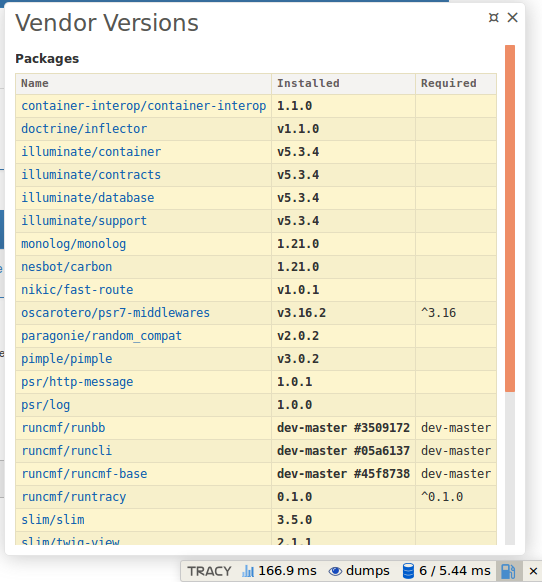 Vendor Versions ¤ ×
Packages
Name Installed Required
container-interop/container-interop 1.1.0
doctrine/inflector v1.1.0
illuminate/container v5.3.4
illuminate/contracts v5.3.4
illuminate/database v5.3.4
illuminate/support v5.3.4
monolog/monolog 1.21.0
nesbot/carbon 1.21.0
nikic/fast-route v1.0.1
oscarotero/psr7-middlewares v3.16.2 ^3.16
paragonie/random_compat v2.0.2
pimple/pimple v3.0.2
psr/http-message 1.0.1
psr/log 1.0.0
runcmf/runbb dev-master #3509172 dev-master
runcmf/runcli dev-master #05a6137 dev-master
runcmf/runcmf-base dev-master #45f8738 dev-master
runcmf/runtracy 0.1.0 ^0.1.0
slim/slim 3.5.0
slim/twig-view 2.1.1
TRACY 166.9 ms dumps 6 / 5.44 ms ×